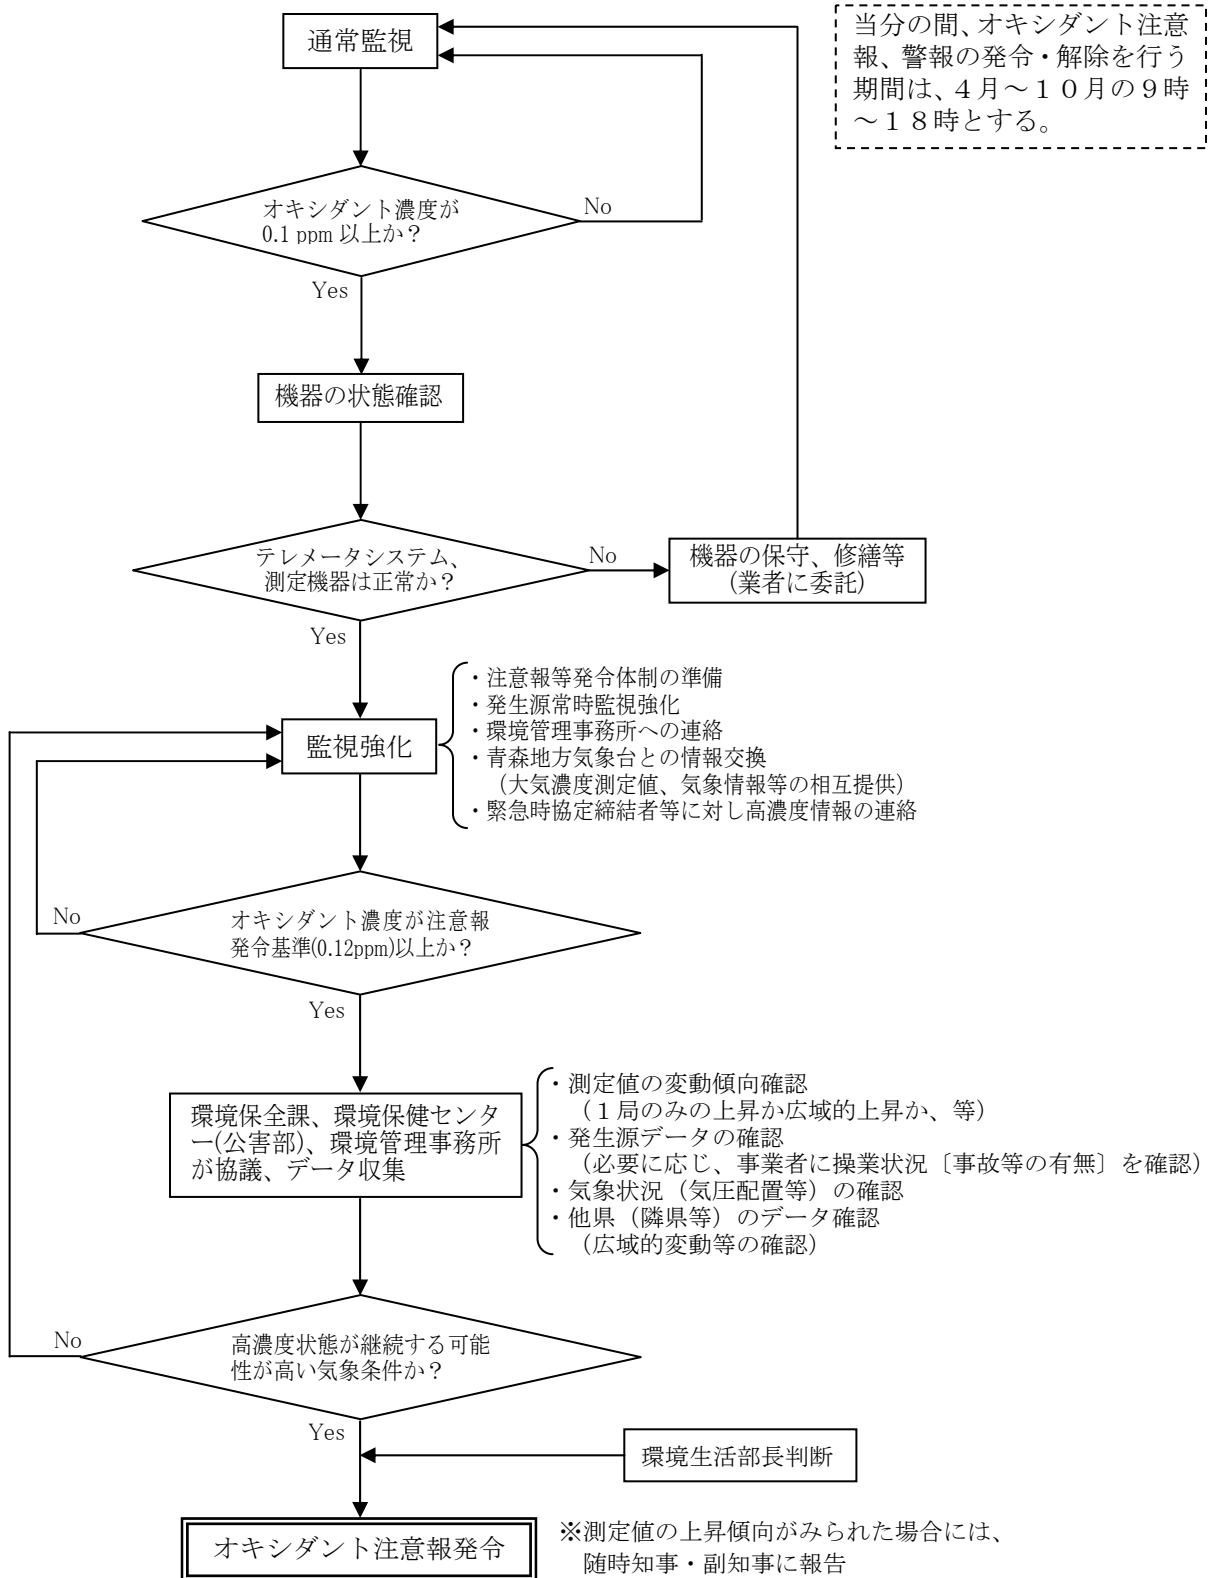 通常監視
当分の間、オキシダント注意
報、警報の発令・解除を行う
期間は、４月～１０月の９時
～１８時とする。
オキシダント濃度が
0.1 ppm 以上か？
No
Yes
機器の状態確認
テレメータシステム、
測定機器は正常か？
No
機器の保守、修繕等
(業者に委託)
Yes
監視強化
・注意報等発令体制の準備
・発生源常時監視強化
・環境管理事務所への連絡
・青森地方気象台との情報交換
（大気濃度測定値、気象情報等の相互提供）
・緊急時協定締結者等に対し高濃度情報の連絡
オキシダント濃度が注意報
発令基準(0.12ppm)以上か？
No
Yes
環境保全課、環境保健センタ
ー(公害部)、環境管理事務所
が協議、データ収集
・測定値の変動傾向確認
（１局のみの上昇か広域的上昇か、等）
・発生源データの確認
（必要に応じ、事業者に操業状況〔事故等の有無〕を確認）
・気象状況（気圧配置等）の確認
・他県（隣県等）のデータ確認
（広域的変動等の確認）
高濃度状態が継続する可能
性が高い気象条件か？
No
Yes
環境生活部長判断
オキシダント注意報発令
※測定値の上昇傾向がみられた場合には、
随時知事・副知事に報告